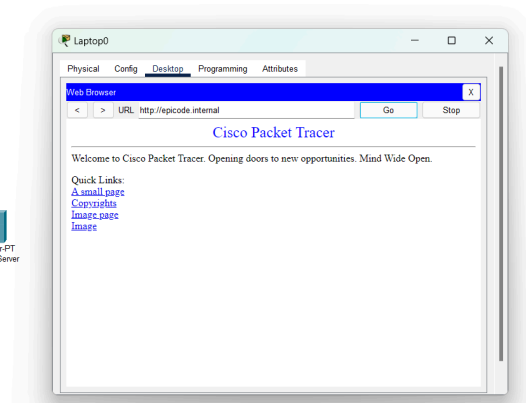 Laptop0
Physical Config Desktop Programming Attributes
Web Browser X
< > URL http://epicode.internal Go Stop
Cisco Packet Tracer
Welcome to Cisco Packet Tracer. Opening doors to new opportunities. Mind Wide Open.
Quick Links:
A small page
Copyrights
Image page
Image
r-PT
Server